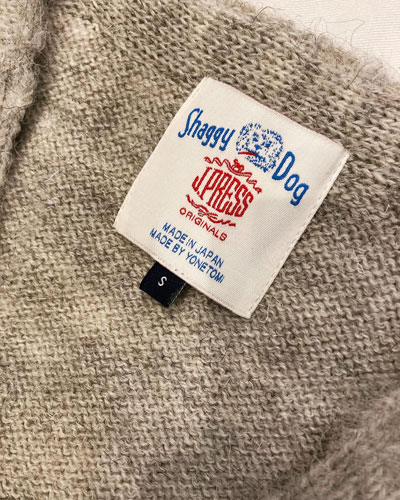 Shaggy
Dog
J.PRESS
ORIGINALS
MADE IN JAPAN
MADE BY YONETOMI
S